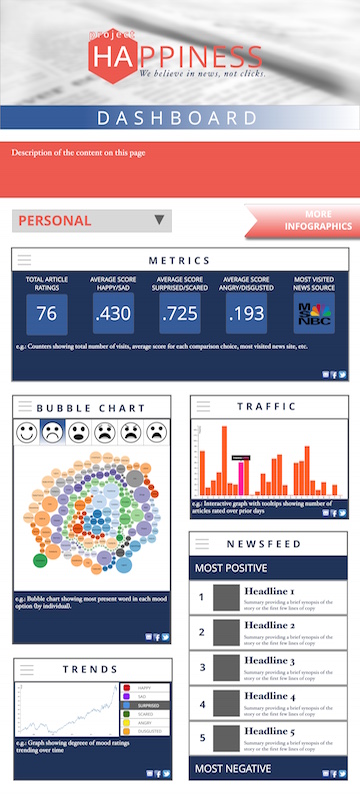 project
HAPPINESS
We believe in news, not clicks.
DASHBOARD
Description of the content on this page
PERSONAL
MORE
INFOGRAPHICS
METRICS
TOTAL ARTICLE
RATINGS
AVERAGE SCORE
HAPPY/SAD
AVERAGE SCORE
SURPRISED/SCARED
AVERAGE SCORE
ANGRY/DISGUSTED
MOST VISITED
NEWS SOURCE
76
.430
.725
.193
MSNBC
e.g.: Counters showing total number of visits, average score for each comparison choice, most visited news site, etc.
BUBBLE CHART
e.g.: Bubble chart showing most present word in each mood
option (by individual).
TRAFFIC
e.g.: Interactive graph with tooltips showing number of
articles rated over prior days
NEWSFEED
MOST POSITIVE
1
Headline 1
Summary providing a brief synopsis of the
story or the first few lines of copy
2
Headline 2
Summary providing a brief synopsis of the
story or the first few lines of copy
3
Headline 3
Summary providing a brief synopsis of the
story or the first few lines of copy
4
Headline 4
Summary providing a brief synopsis of the
story or the first few lines of copy
5
Headline 5
Summary providing a brief synopsis of the
story or the first few lines of copy
MOST NEGATIVE
TRENDS
HAPPY
SAD
SURPRISED
SCARED
ANGRY
DISGUSTED
e.g.: Graph showing degrees of mood ratings
trending over time